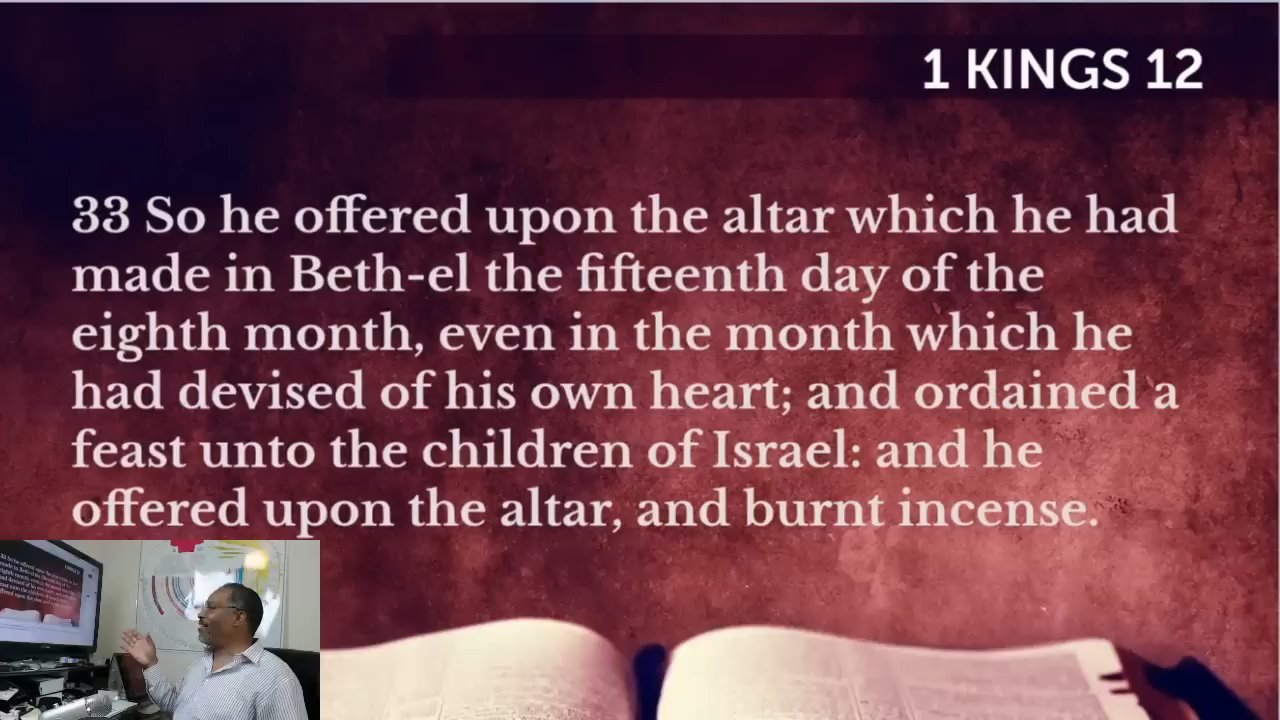 1 KINGS 12
33 So he offered upon the altar which he had
made in Beth-el the fifteenth day of the
eighth month, even in the month which he
had devised of his own heart; and ordained a
feast unto the children of Israel: and he
offered upon the altar, and burnt incense.